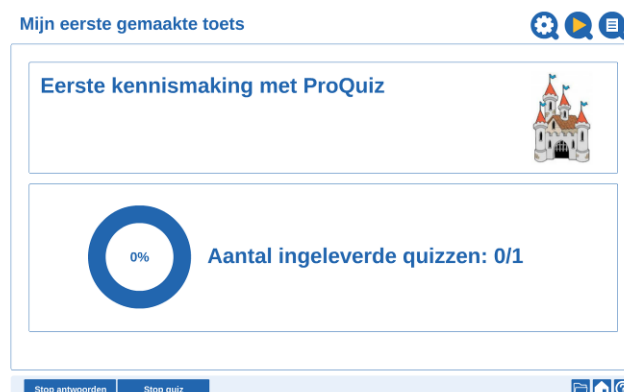 Mijn eerste gemaakte toets
Eerste kennismaking met ProQuiz
0%
Aantal ingeleverde quizzen: 0/1
Stop antwoorden
Stop quiz